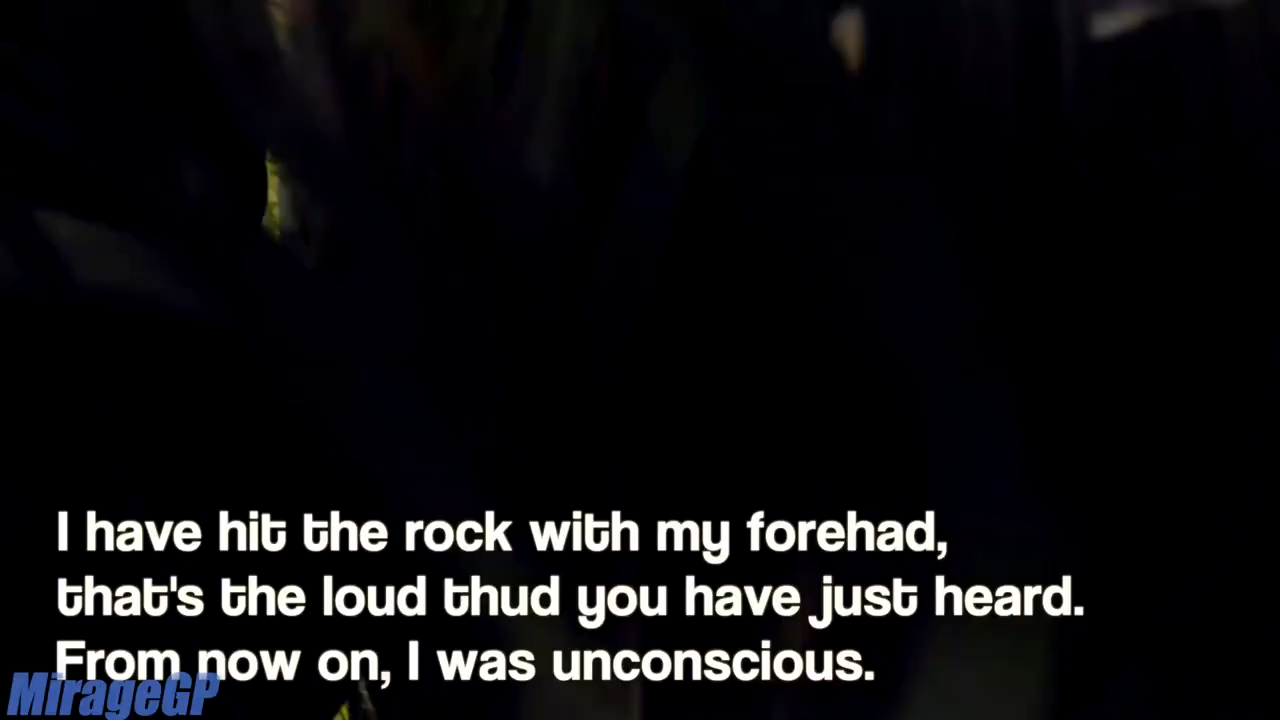 I have hit the rock with my forehad,
that's the loud thud you have just heard.
From now on, I was unconscious.
MirageGP